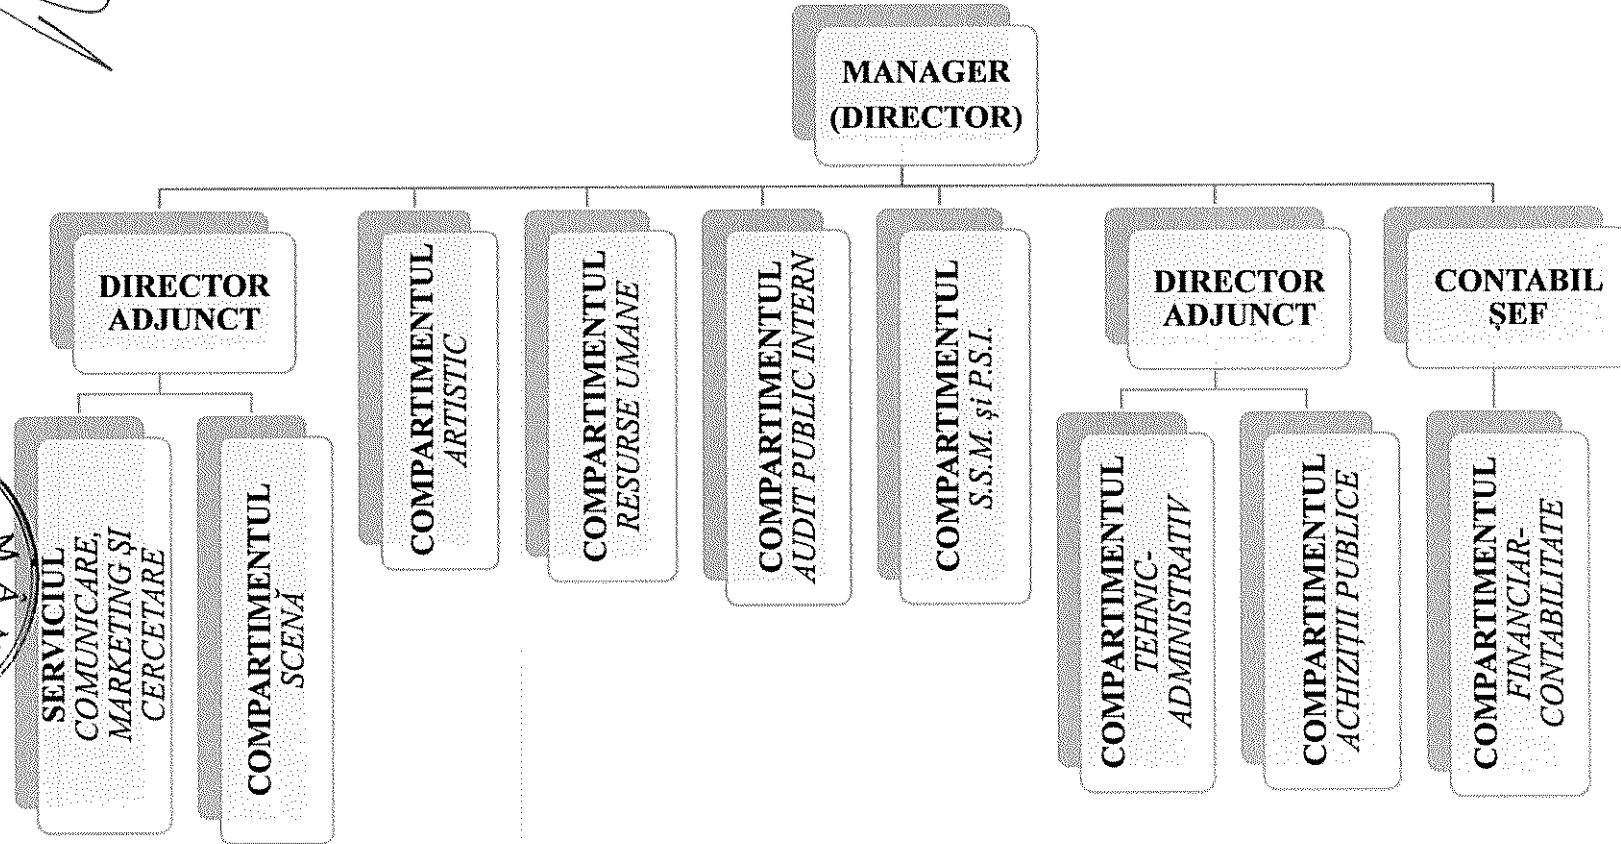 MANAGER
(DIRECTOR)
DIRECTOR
ADJUNCT
COMPARTIMENTUL
ARTISTIC
COMPARTIMENTUL
RESURSE UMANE
COMPARTIMENTUL
AUDIT PUBLIC INTERN
COMPARTIMENTUL
S.S.M. și P.S.I.
DIRECTOR
ADJUNCT
CONTABIL
ȘEF
SERVICIUL
COMUNICARE,
MARKETING ȘI
CERCETARE
COMPARTIMENTUL
SCENĂ
COMPARTIMENTUL
TEHNIC-
ADMINISTRATIV
COMPARTIMENTUL
ACHIZIȚII PUBLICE
COMPARTIMENTUL
FINANCIAR-
CONTABILITATE